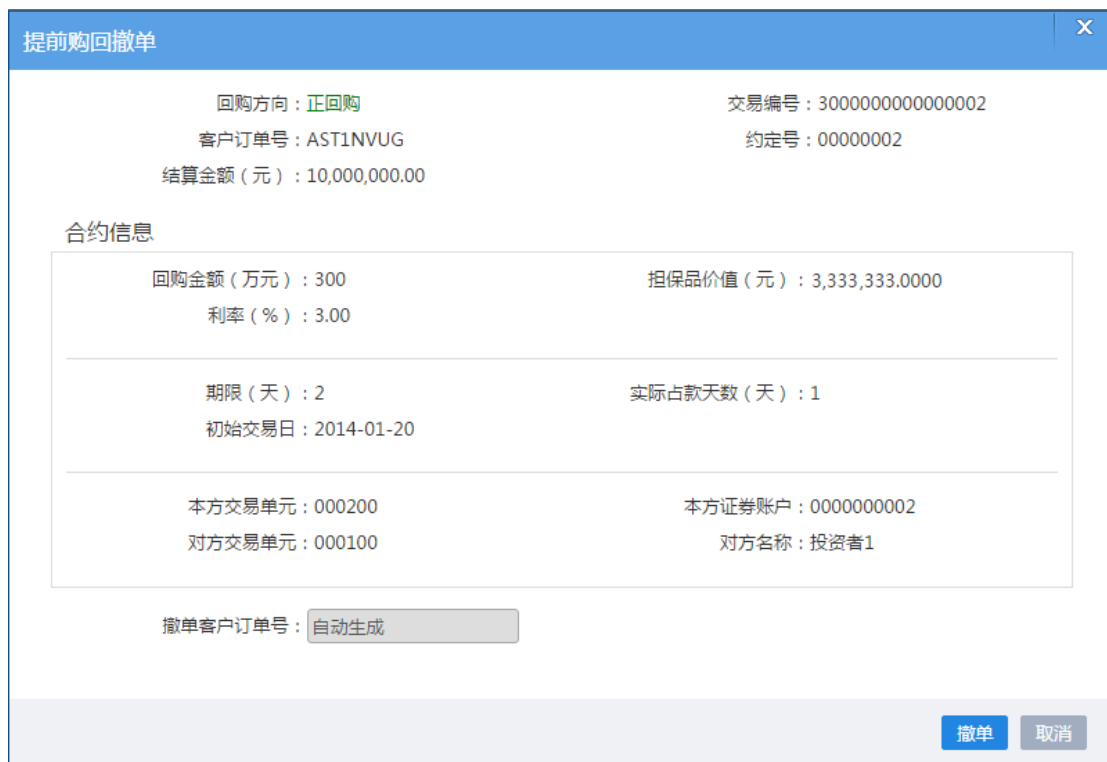 提前购回撤单
X
回购方向：正回购 交易编号：3000000000000002
客户订单号：AST1NVUG 约定号：00000002
结算金额（元）：10,000,000.00
合约信息
回购金额（万元）：300 担保品价值（元）：3,333,333.0000
利率（%）：3.00
期限（天）：2 实际占款天数（天）：1
初始交易日：2014-01-20
本方交易单元：000200 本方证券账户：0000000002
对方交易单元：000100 对方名称：投资者1
撤单客户订单号：自动生成
撤单 取消